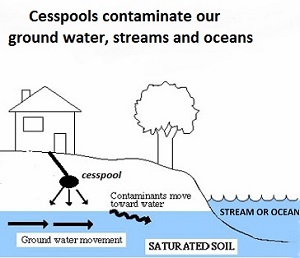 Cesspools contaminate our
ground water, streams and oceans
cesspool
Contaminants move
toward water
STREAM OR OCEAN
Ground water movement
SATURATED SOIL